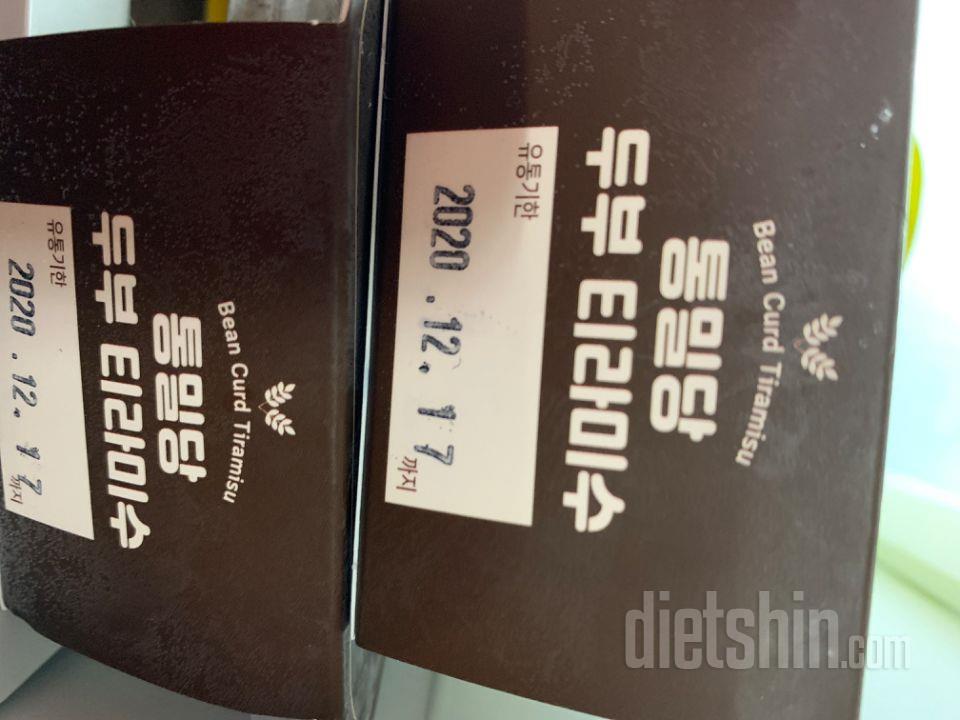 Bean Curd Tiramisu
통밀당
두부 티라미수
유통기한
2020.12.17
까지
Bean Curd Tiramisu
통밀당
두부 티라미수
유통기한
2020.12.17
까지
dietshin.com